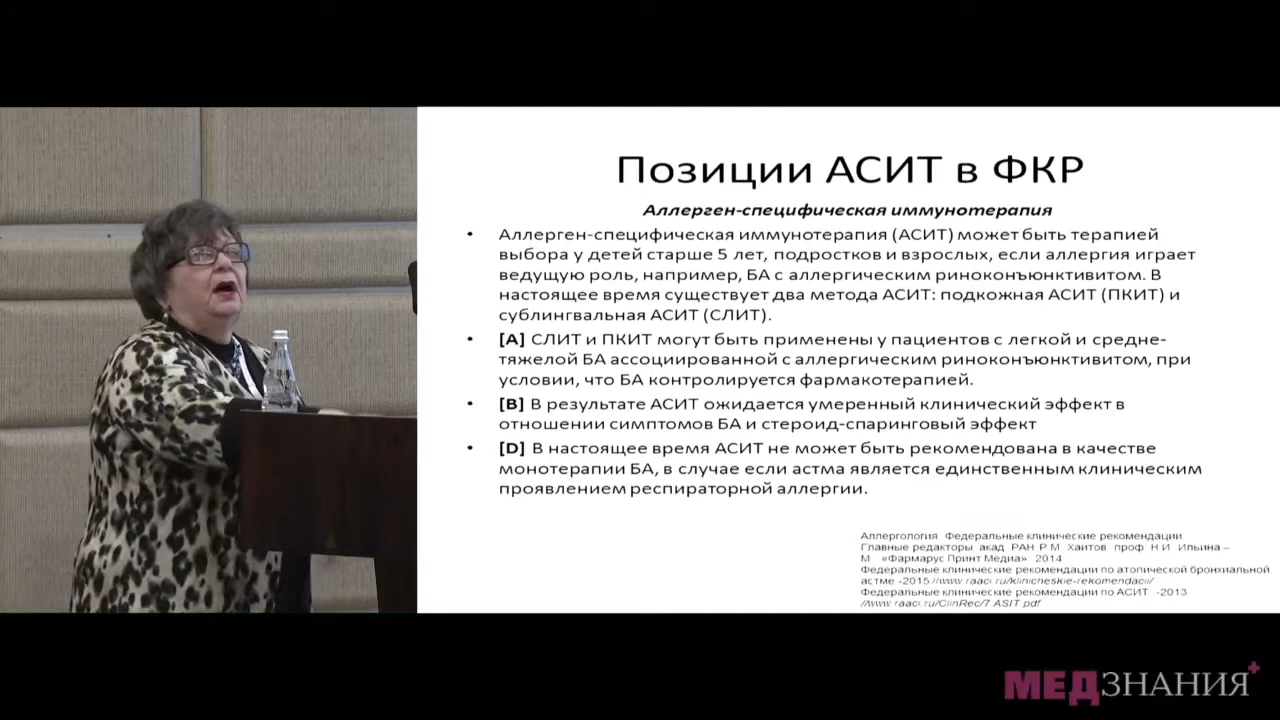 Позиции АСИТ в ФКР
Аллерген-специфическая иммунотерапия
• Аллерген-специфическая иммунотерапия (АСИТ) может быть терапией
выбора у детей старше 5 лет, подростков и взрослых, если аллергия играет
ведущую роль, например, БА с аллергическим риноконъюнктивитом. В
настоящее время существует два метода АСИТ: подкожная АСИТ (ПКИТ) и
сублингвальная АСИТ (СЛИТ).
• [A] СЛИТ и ПКИТ могут быть применены у пациентов с легкой и средне-
тяжелой БА ассоциированной с аллергическим риноконъюнктивитом, при
условии, что БА контролируется фармакотерапией.
• [B] В результате АСИТ ожидается умеренный клинический эффект в
отношении симптомов БА и стероид-спаринговый эффект
• [D] В настоящее время АСИТ не может быть рекомендована в качестве
монотерапии БА, в случае если астма является единственным клиническим
проявлением респираторной аллергии.
Аллергология Федеральные клинические рекомендации
Главные редакторы акад РАН Р М Хаитов проф Н И Ильина –
М «Фармарус Принт Медиа» 2014
Федеральные клинические рекомендации по атопической бронхиальной
астме -2015 //www.raaci.ru/klinicheskie-rekomendacii/
Федеральные клинические рекомендации по АСИТ -2013
//www.raaci.ru/ClinRec/7.ASIT.pdf
МЕДЗНАНИЯ+